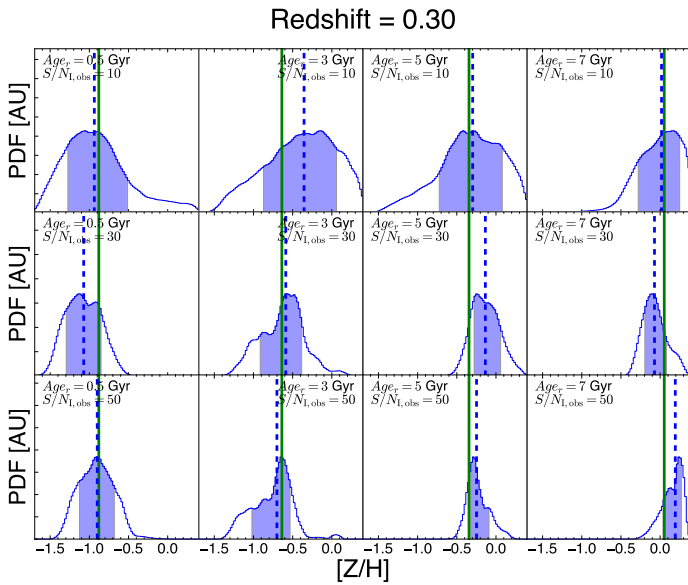 Redshift = 0.30
PDF [AU]
Age_r = 0.5 Gyr
S/N_I,obs = 10
Age_r = 3 Gyr
S/N_I,obs = 10
Age_r = 5 Gyr
S/N_I,obs = 10
Age_r = 7 Gyr
S/N_I,obs = 10
PDF [AU]
Age_r = 0.5 Gyr
S/N_I,obs = 30
Age_r = 3 Gyr
S/N_I,obs = 30
Age_r = 5 Gyr
S/N_I,obs = 30
Age_r = 7 Gyr
S/N_I,obs = 30
PDF [AU]
Age_r = 0.5 Gyr
S/N_I,obs = 50
Age_r = 3 Gyr
S/N_I,obs = 50
Age_r = 5 Gyr
S/N_I,obs = 50
Age_r = 7 Gyr
S/N_I,obs = 50
−1.5 −1.0 −0.5 0.0 −1.5 −1.0 −0.5 0.0 −1.5 −1.0 −0.5 0.0 −1.5 −1.0 −0.5 0.0
[Z/H]